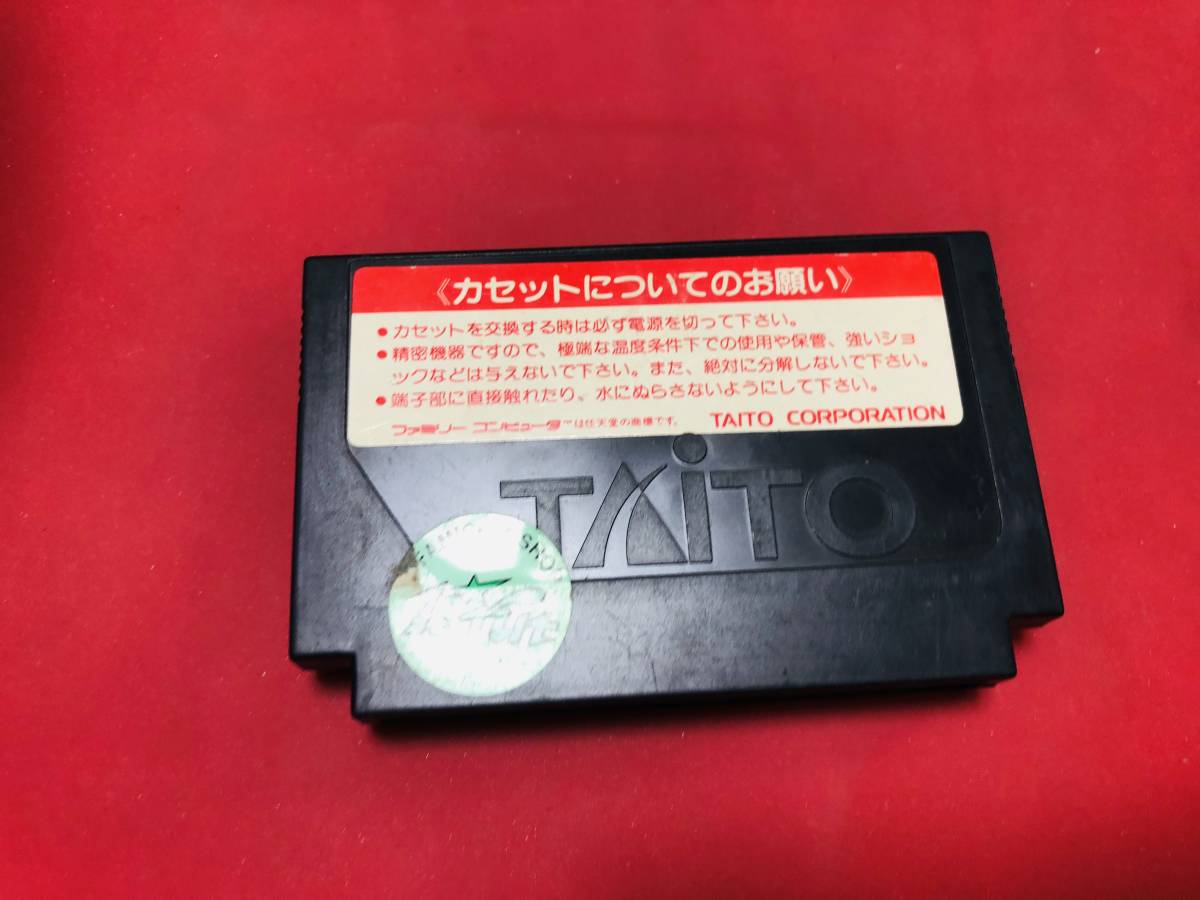 《カセットについてのお願い》
●カセットを交換する時は必ず電源を切って下さい。
●精密機器ですので、極端な温度条件下での使用や保管、強いショ
ックなどは与えないで下さい。また、絶対に分解しないで下さい。
●端子部に直接触れたり、水にぬらさないようにして下さい。
ファミリー コンピュータ™は任天堂の商標です。 TAITO CORPORATION
TAiTO